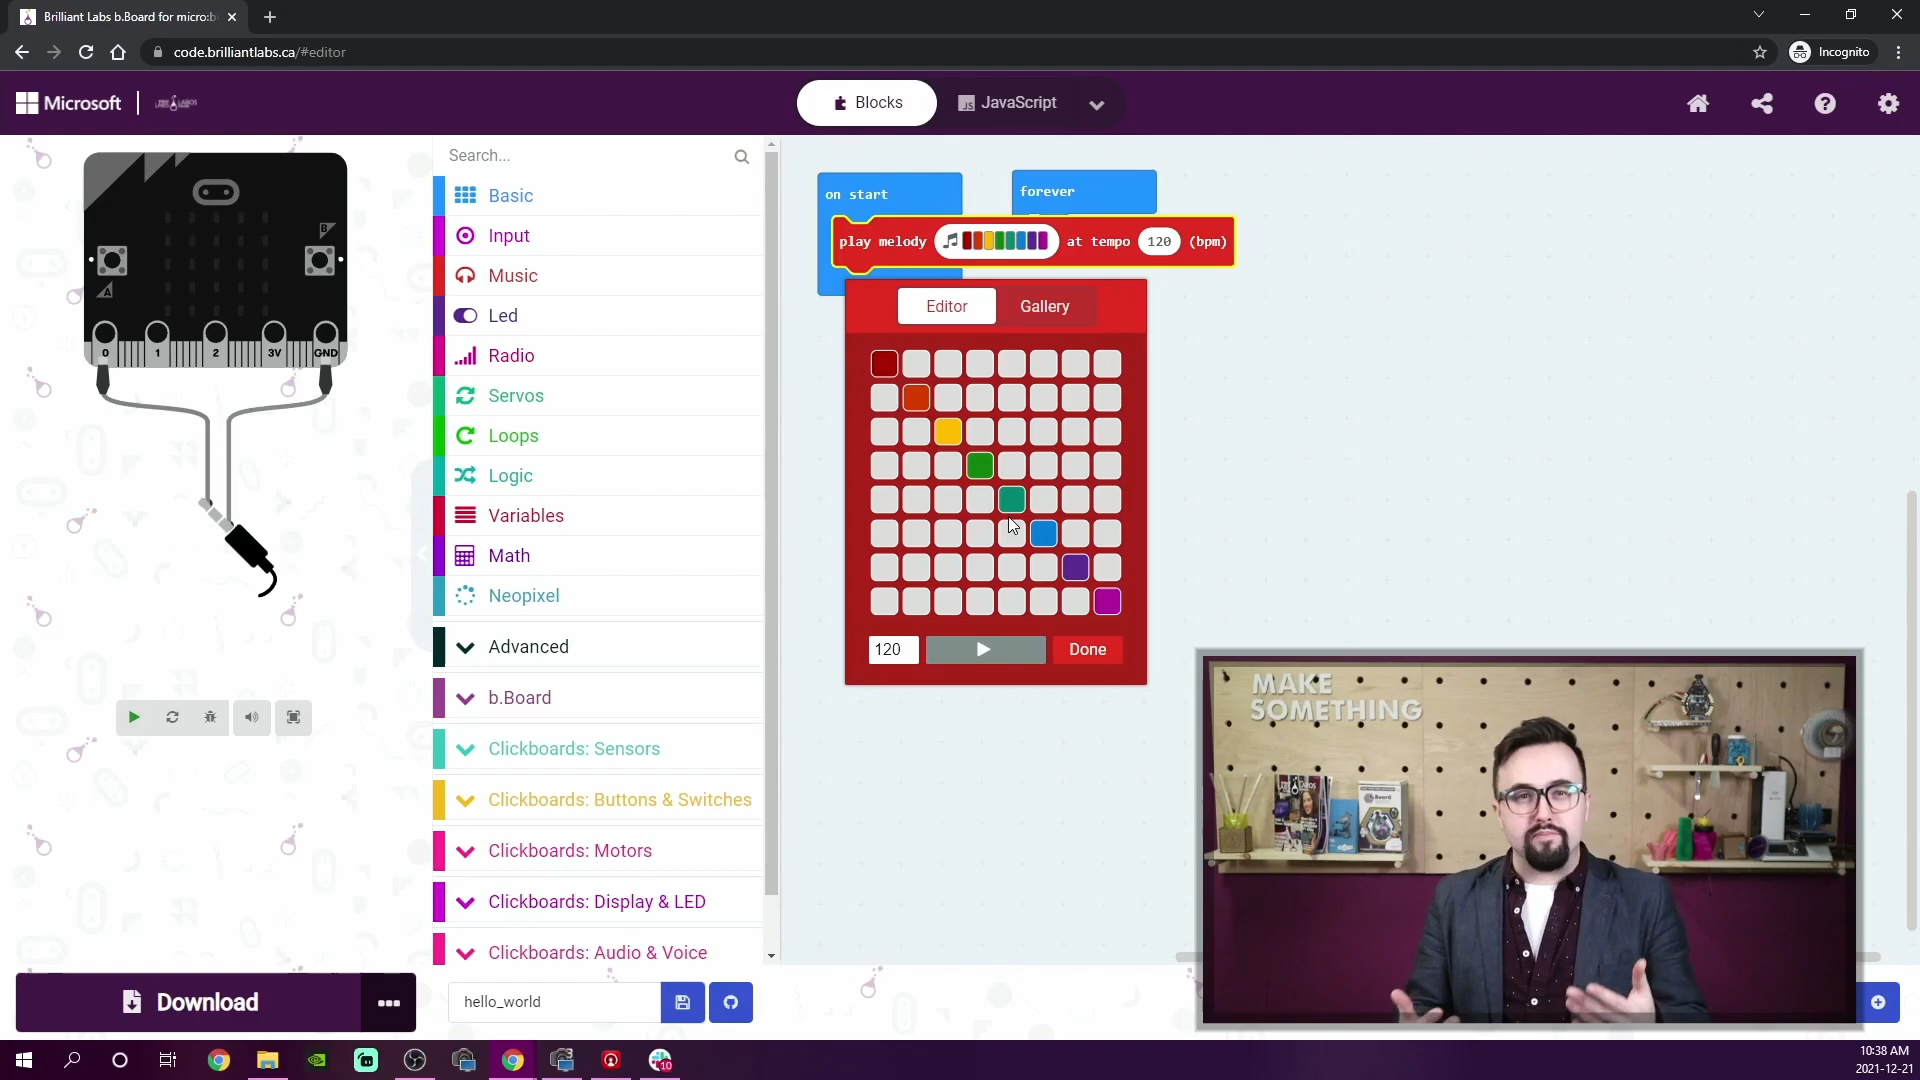 Brilliant Labs b.Board for micro:b
code.brilliantlabs.ca/#editor
Incognito
Microsoft
Blocks
JavaScript
Search...
Basic
Input
Music
Led
Radio
Servos
Loops
Logic
Variables
Math
Neopixel
Advanced
b.Board
Clickboards: Sensors
Clickboards: Buttons & Switches
Clickboards: Motors
Clickboards: Display & LED
Clickboards: Audio & Voice
A
B
0 1 2 3V GND
on start
forever
play melody at tempo 120 (bpm)
Editor Gallery
120 Done
MAKE
SOMETHING
Download
hello_world
10:38 AM
2021-12-21